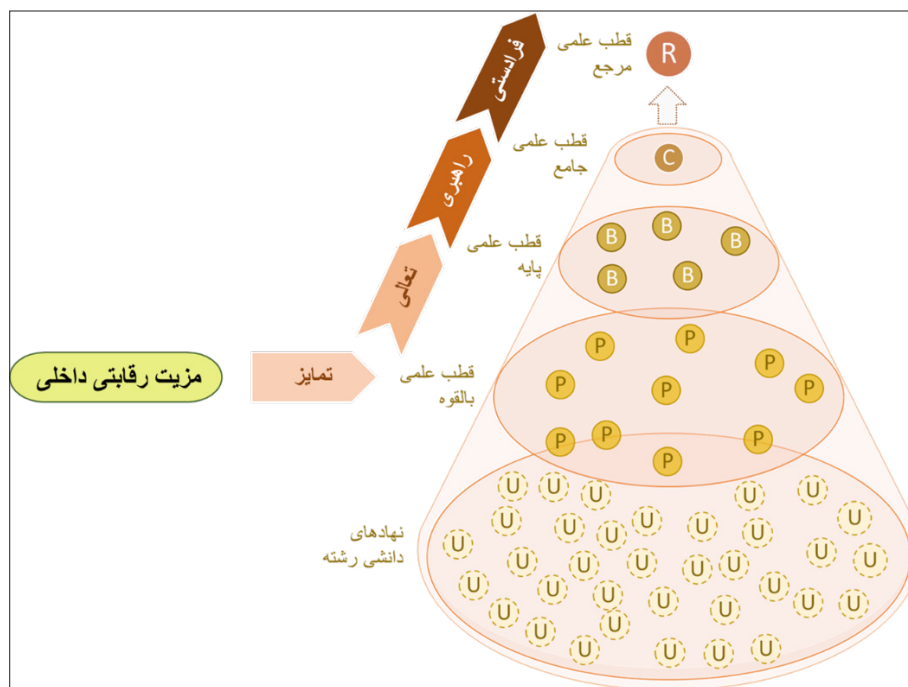 قطب علمی
مرجع
R
فرادستی
قطب علمی
جامع
C
راهبری
قطب علمی
پایه
B
B
B
B
B
تعالی
مزیت رقابتی داخلی
تمایز
قطب علمی
بالقوه
P
P
P
P
P
P
P
P
P
P
نهادهای
دانشی رشته
U U U U U
U U U U U U U U
U U U U U U U U
U U U U U U U U
U U U U U U